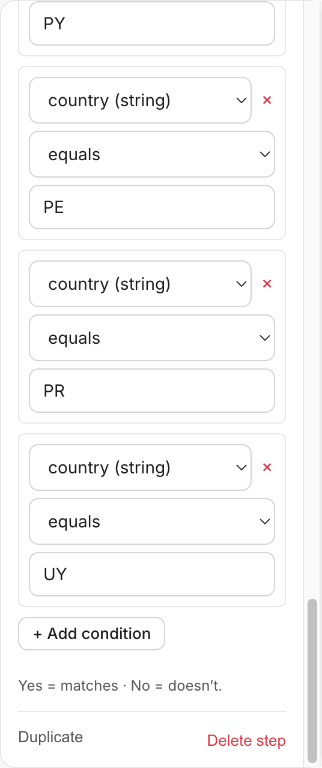 PY
country (string)
×
equals
PE
country (string)
×
equals
PR
country (string)
×
equals
UY
+ Add condition
Yes = matches · No = doesn’t.
Duplicate
Delete step